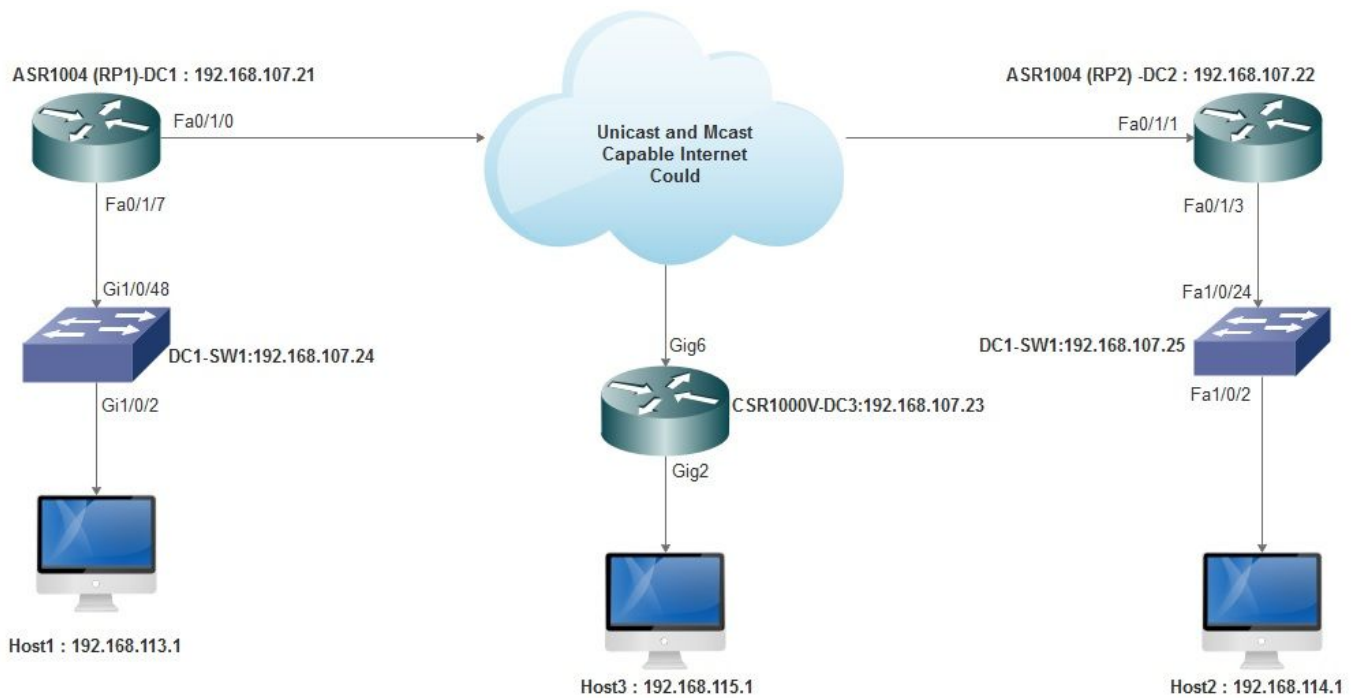 ASR1004 (RP1)-DC1 : 192.168.107.21
ASR1004 (RP2) -DC2 : 192.168.107.22
Fa0/1/0
Unicast and Mcast
Capable Internet
Could
Fa0/1/1
Fa0/1/7
Fa0/1/3
Gi1/0/48
Fa1/0/24
DC1-SW1:192.168.107.24
Gig6
DC1-SW1:192.168.107.25
Gi1/0/2
Fa1/0/2
CSR1000V-DC3:192.168.107.23
Gig2
Host1 : 192.168.113.1
Host3 : 192.168.115.1
Host2 : 192.168.114.1